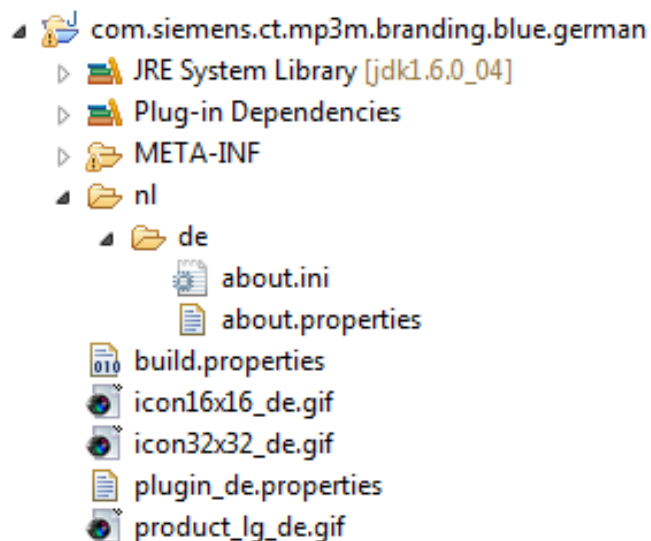 com.siemens.ct.mp3m.branding.blue.german
JRE System Library [jdk1.6.0_04]
Plug-in Dependencies
META-INF
nl
de
about.ini
about.properties
build.properties
icon16x16_de.gif
icon32x32_de.gif
plugin_de.properties
product_lg_de.gif